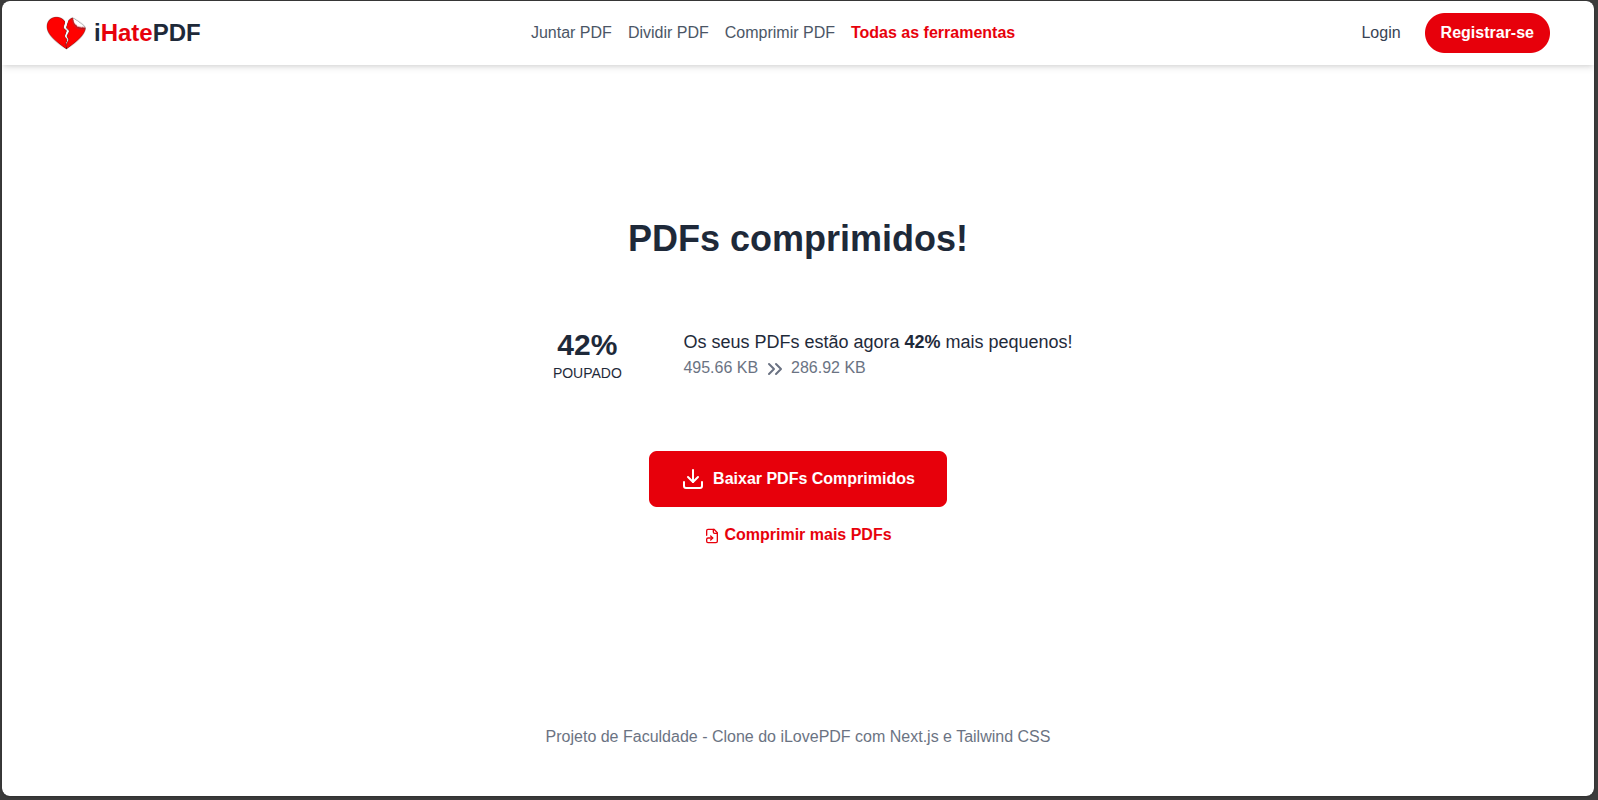 iHatePDF
Juntar PDF Dividir PDF Comprimir PDF Todas as ferramentas
Login Registrar-se
PDFs comprimidos!
42%
POUPADO
Os seus PDFs estão agora 42% mais pequenos!
495.66 KB 286.92 KB
Baixar PDFs Comprimidos
Comprimir mais PDFs
Projeto de Faculdade - Clone do iLovePDF com Next.js e Tailwind CSS